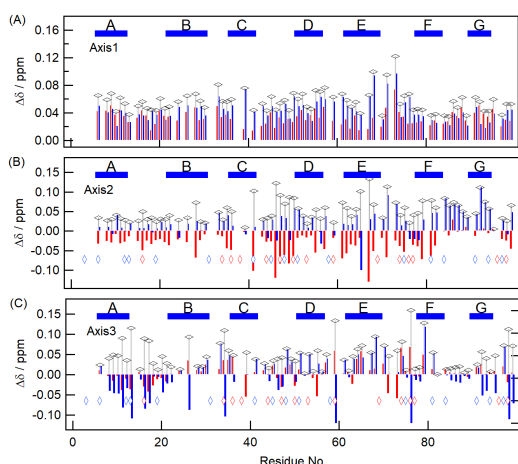 (A)
A B C D E F G
Axis1
Δδ / ppm
0.16
0.12
0.08
0.04
0.00
(B)
A B C D E F G
Axis2
Δδ / ppm
0.15
0.10
0.05
0.00
-0.05
-0.10
(C)
A B C D E F G
Axis3
Δδ / ppm
0.15
0.10
0.05
0.00
-0.05
-0.10
0 20 40 60 80
Residue No